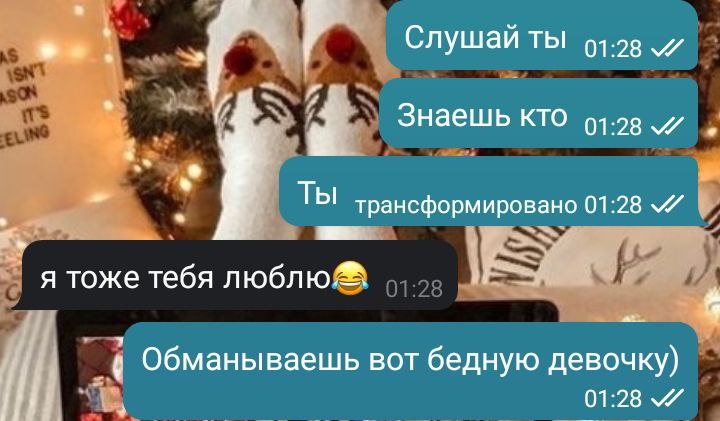 Слушай ты 01:28
Знаешь кто 01:28
Ты трансформировано 01:28
я тоже тебя люблю😂 01:28
Обманываешь вот бедную девочку)
01:28
AS
ISN'T
ASON
IT'S
EELING